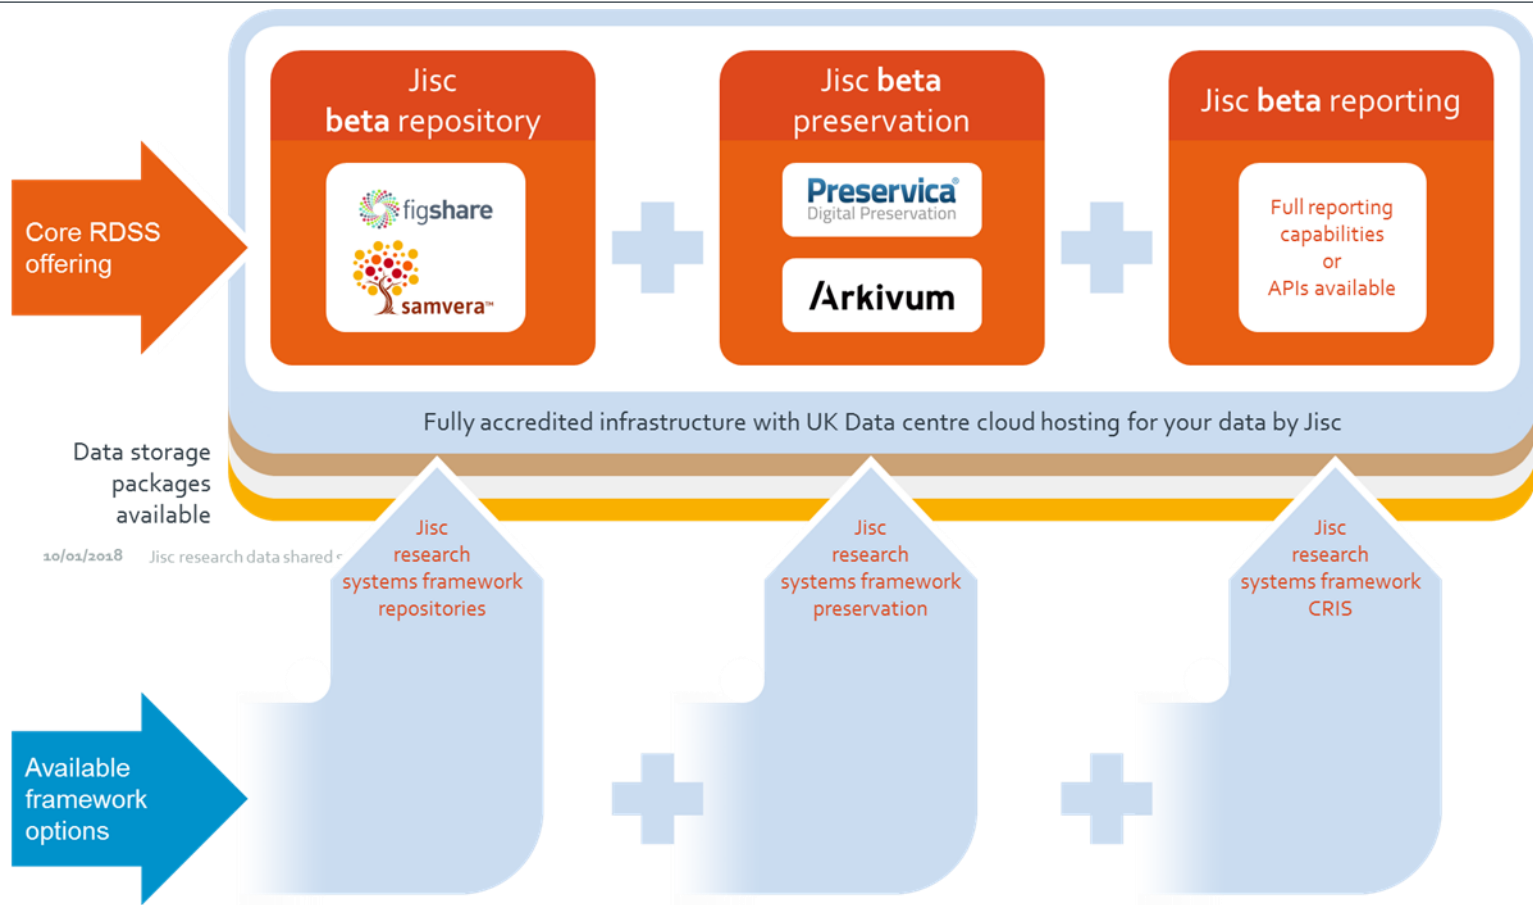 Jisc
beta repository
figshare
samvera™
Jisc beta
preservation
Preservica®
Digital Preservation
Arkivum
Jisc beta reporting
Full reporting
capabilities
or
APIs available
Core RDSS
offering
Fully accredited infrastructure with UK Data centre cloud hosting for your data by Jisc
Data storage
packages
available
10/01/2018 Jisc research data shared
Jisc
research
systems framework
repositories
Jisc
research
systems framework
preservation
Jisc
research
systems framework
CRIS
Available
framework
options